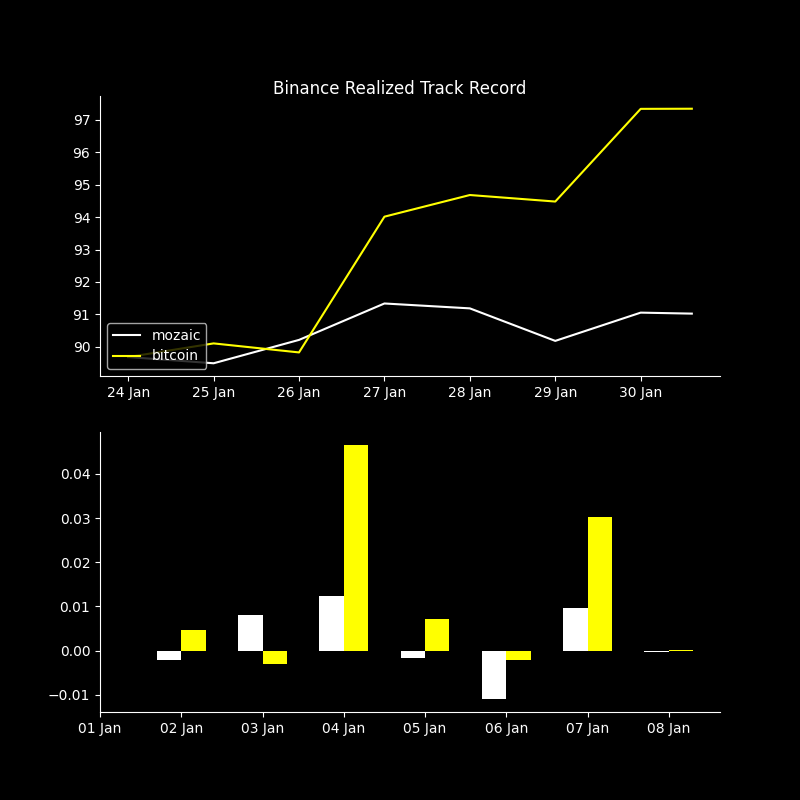 Binance Realized Track Record
97
96
95
94
93
92
91
90
mozaic
bitcoin
24 Jan 25 Jan 26 Jan 27 Jan 28 Jan 29 Jan 30 Jan
0.04
0.03
0.02
0.01
0.00
−0.01
01 Jan 02 Jan 03 Jan 04 Jan 05 Jan 06 Jan 07 Jan 08 Jan